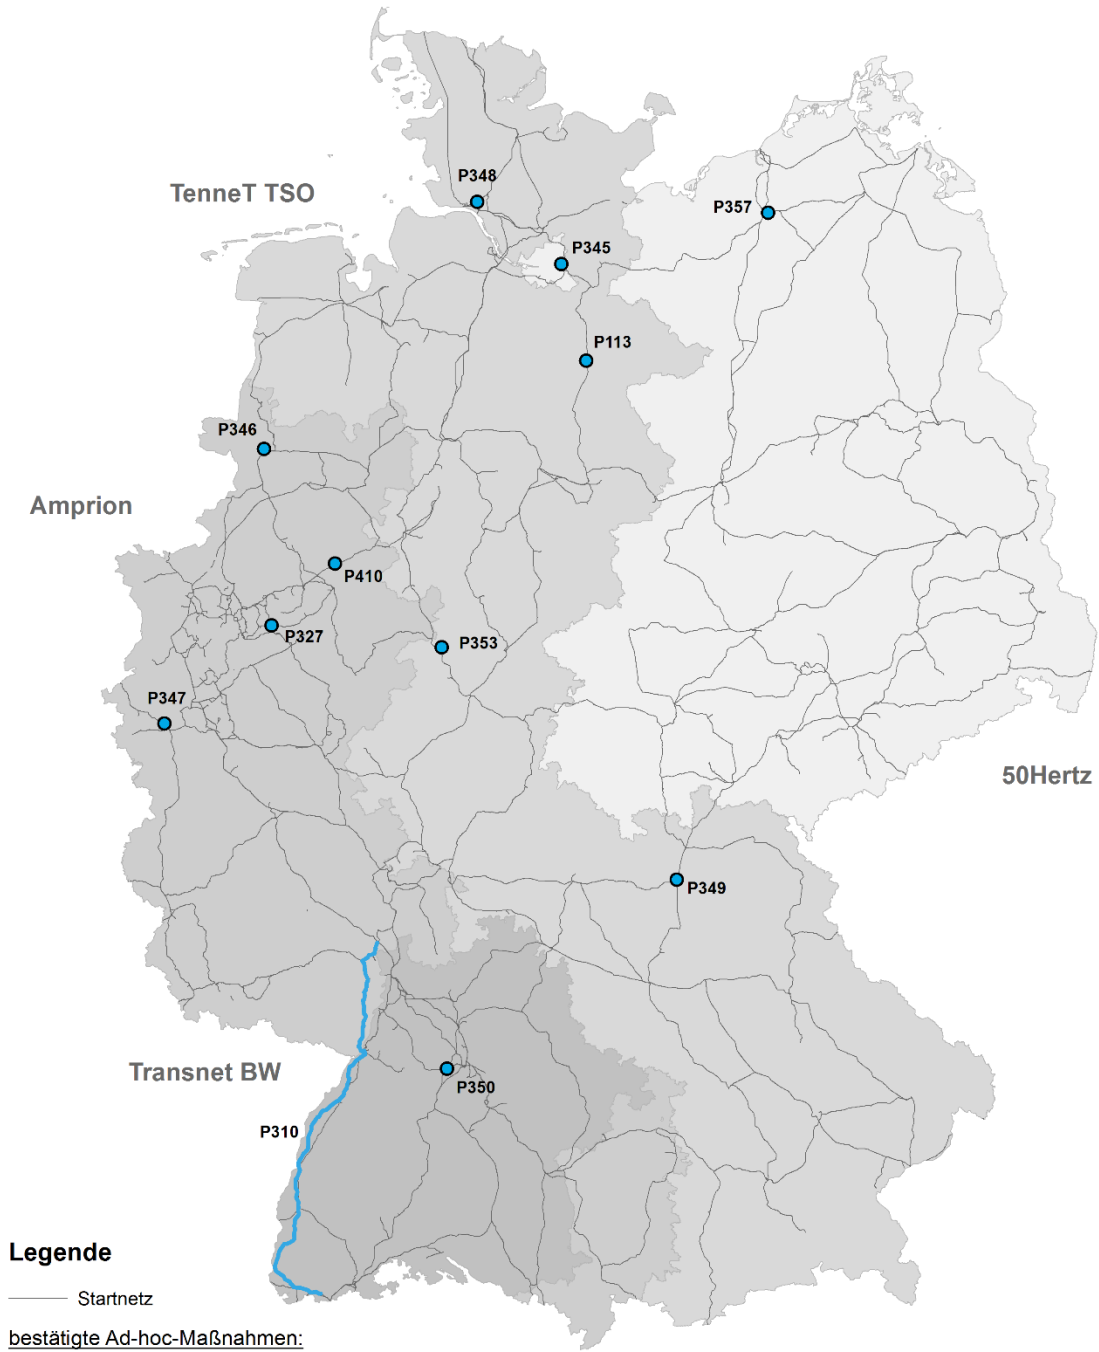 P348
TenneT TSO
P357
P345
P113
P346
Amprion
P410
P327
P353
P347
50Hertz
P349
Transnet BW
P350
P310
Legende
Startnetz
bestätigte Ad-hoc-Maßnahmen: